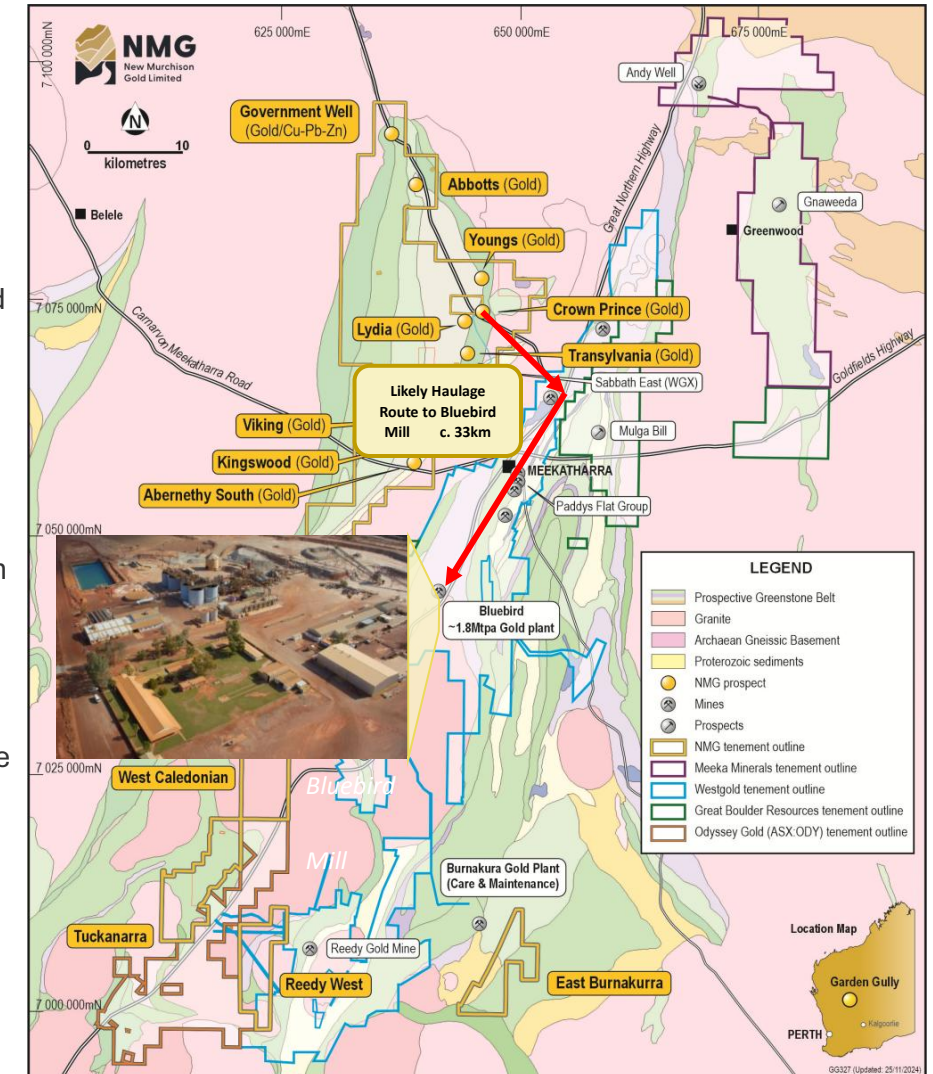 NMG
New Murchison
Gold Limited
N
0 10
kilometres
625 000mE
650 000mE
675 000mE
7 100 000mN
7 075 000mN
7 050 000mN
7 025 000mN
7 000 000mN
Andy Well
Government Well
(Gold/Cu-Pb-Zn)
Abbotts (Gold)
Great Northern Highway
Gnaweeda
Belele
Greenwood
Youngs (Gold)
d
Crown Prince (Gold)
Lydia (Gold)
Carnarvon Meekatharra Road
Goldfields Highway
Transylvania (Gold)
Sabbath East (WGX)
Likely Haulage
Route to Bluebird
Mill c. 33km
Viking (Gold)
Mulga Bill
Kingswood (Gold)
MEEKATHARRA
Abernethy South (Gold)
Paddys Flat Group
Bluebird
~1.8Mtpa Gold plant
LEGEND
Prospective Greenstone Belt
Granite
Archaean Gneissic Basement
Proterozoic sediments
NMG prospect
Mines
Prospects
NMG tenement outline
Meeka Minerals tenement outline
Westgold tenement outline
Great Boulder Resources tenement outline
Odyssey Gold (ASX:ODY) tenement outline
e
West Caledonian
Bluebird
Mill
Burnakura Gold Plant
(Care & Maintenance)
Tuckanarra
Reedy Gold Mine
Reedy West
East Burnakurra
Location Map
Garden Gully
Kalgoorlie
PERTH
GG327 (Updated: 25/11/2024)